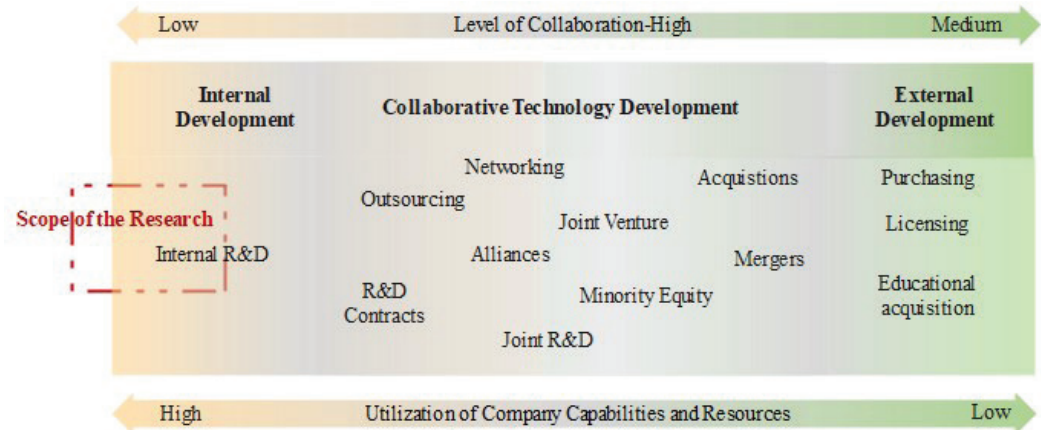 Low Level of Collaboration-High Medium
Internal
Development
Collaborative Technology Development
External
Development
Networking
Acquistions
Purchasing
Outsourcing
Scope of the Research
Joint Venture
Licensing
Internal R&D
Alliances
Mergers
R&D
Contracts
Minority Equity
Educational
acquisition
Joint R&D
High Utilization of Company Capabilities and Resources Low